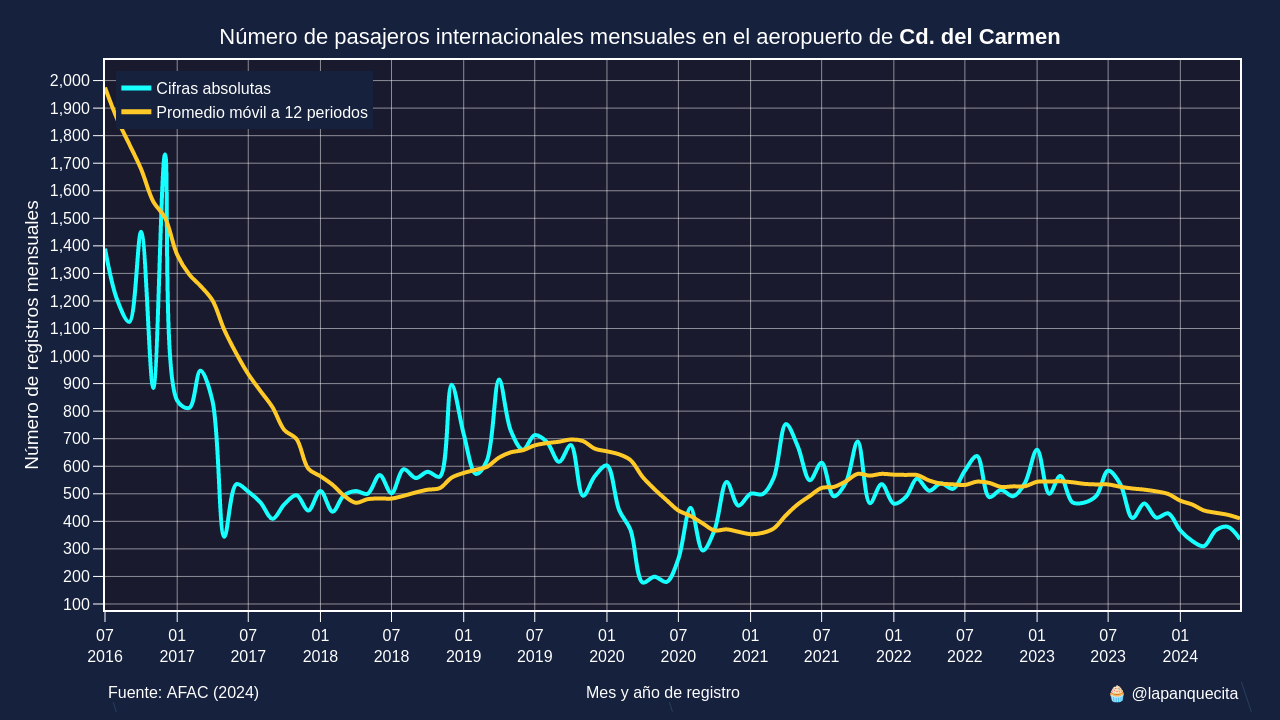 Número de pasajeros internacionales mensuales en el aeropuerto de Cd. del Carmen
Cifras absolutas
Promedio móvil a 12 periodos
Número de registros mensuales
2,000
1,900
1,800
1,700
1,600
1,500
1,400
1,300
1,200
1,100
1,000
900
800
700
600
500
400
300
200
100
07 01 07 01 07 01 07 01 07 01 07 01 07 01 07 01
2016 2017 2017 2018 2018 2019 2019 2020 2020 2021 2021 2022 2022 2023 2023 2024
Fuente: AFAC (2024) Mes y año de registro 🧁 @lapanquecita